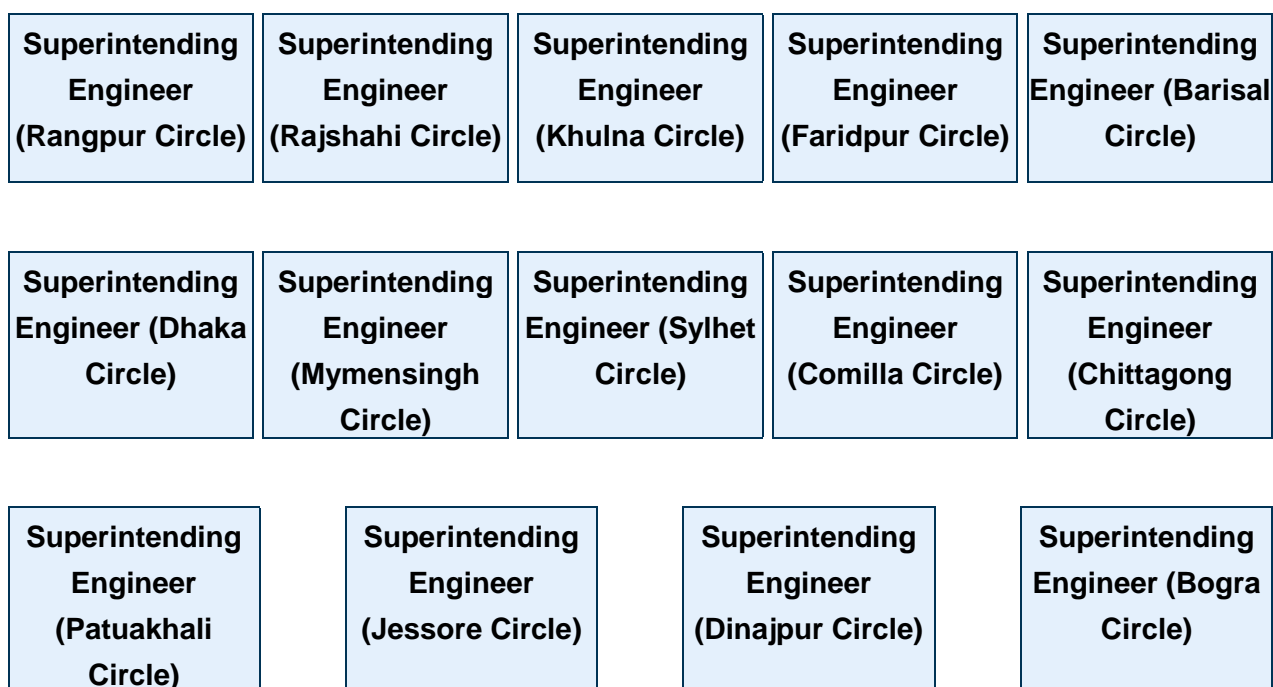 Superintending
Engineer
(Rangpur Circle)
Superintending
Engineer
(Rajshahi Circle)
Superintending
Engineer
(Khulna Circle)
Superintending
Engineer
(Faridpur Circle)
Superintending
Engineer (Barisal
Circle)
Superintending
Engineer (Dhaka
Circle)
Superintending
Engineer
(Mymensingh
Circle)
Superintending
Engineer (Sylhet
Circle)
Superintending
Engineer
(Comilla Circle)
Superintending
Engineer
(Chittagong
Circle)
Superintending
Engineer
(Patuakhali
Circle)
Superintending
Engineer
(Jessore Circle)
Superintending
Engineer
(Dinajpur Circle)
Superintending
Engineer (Bogra
Circle)